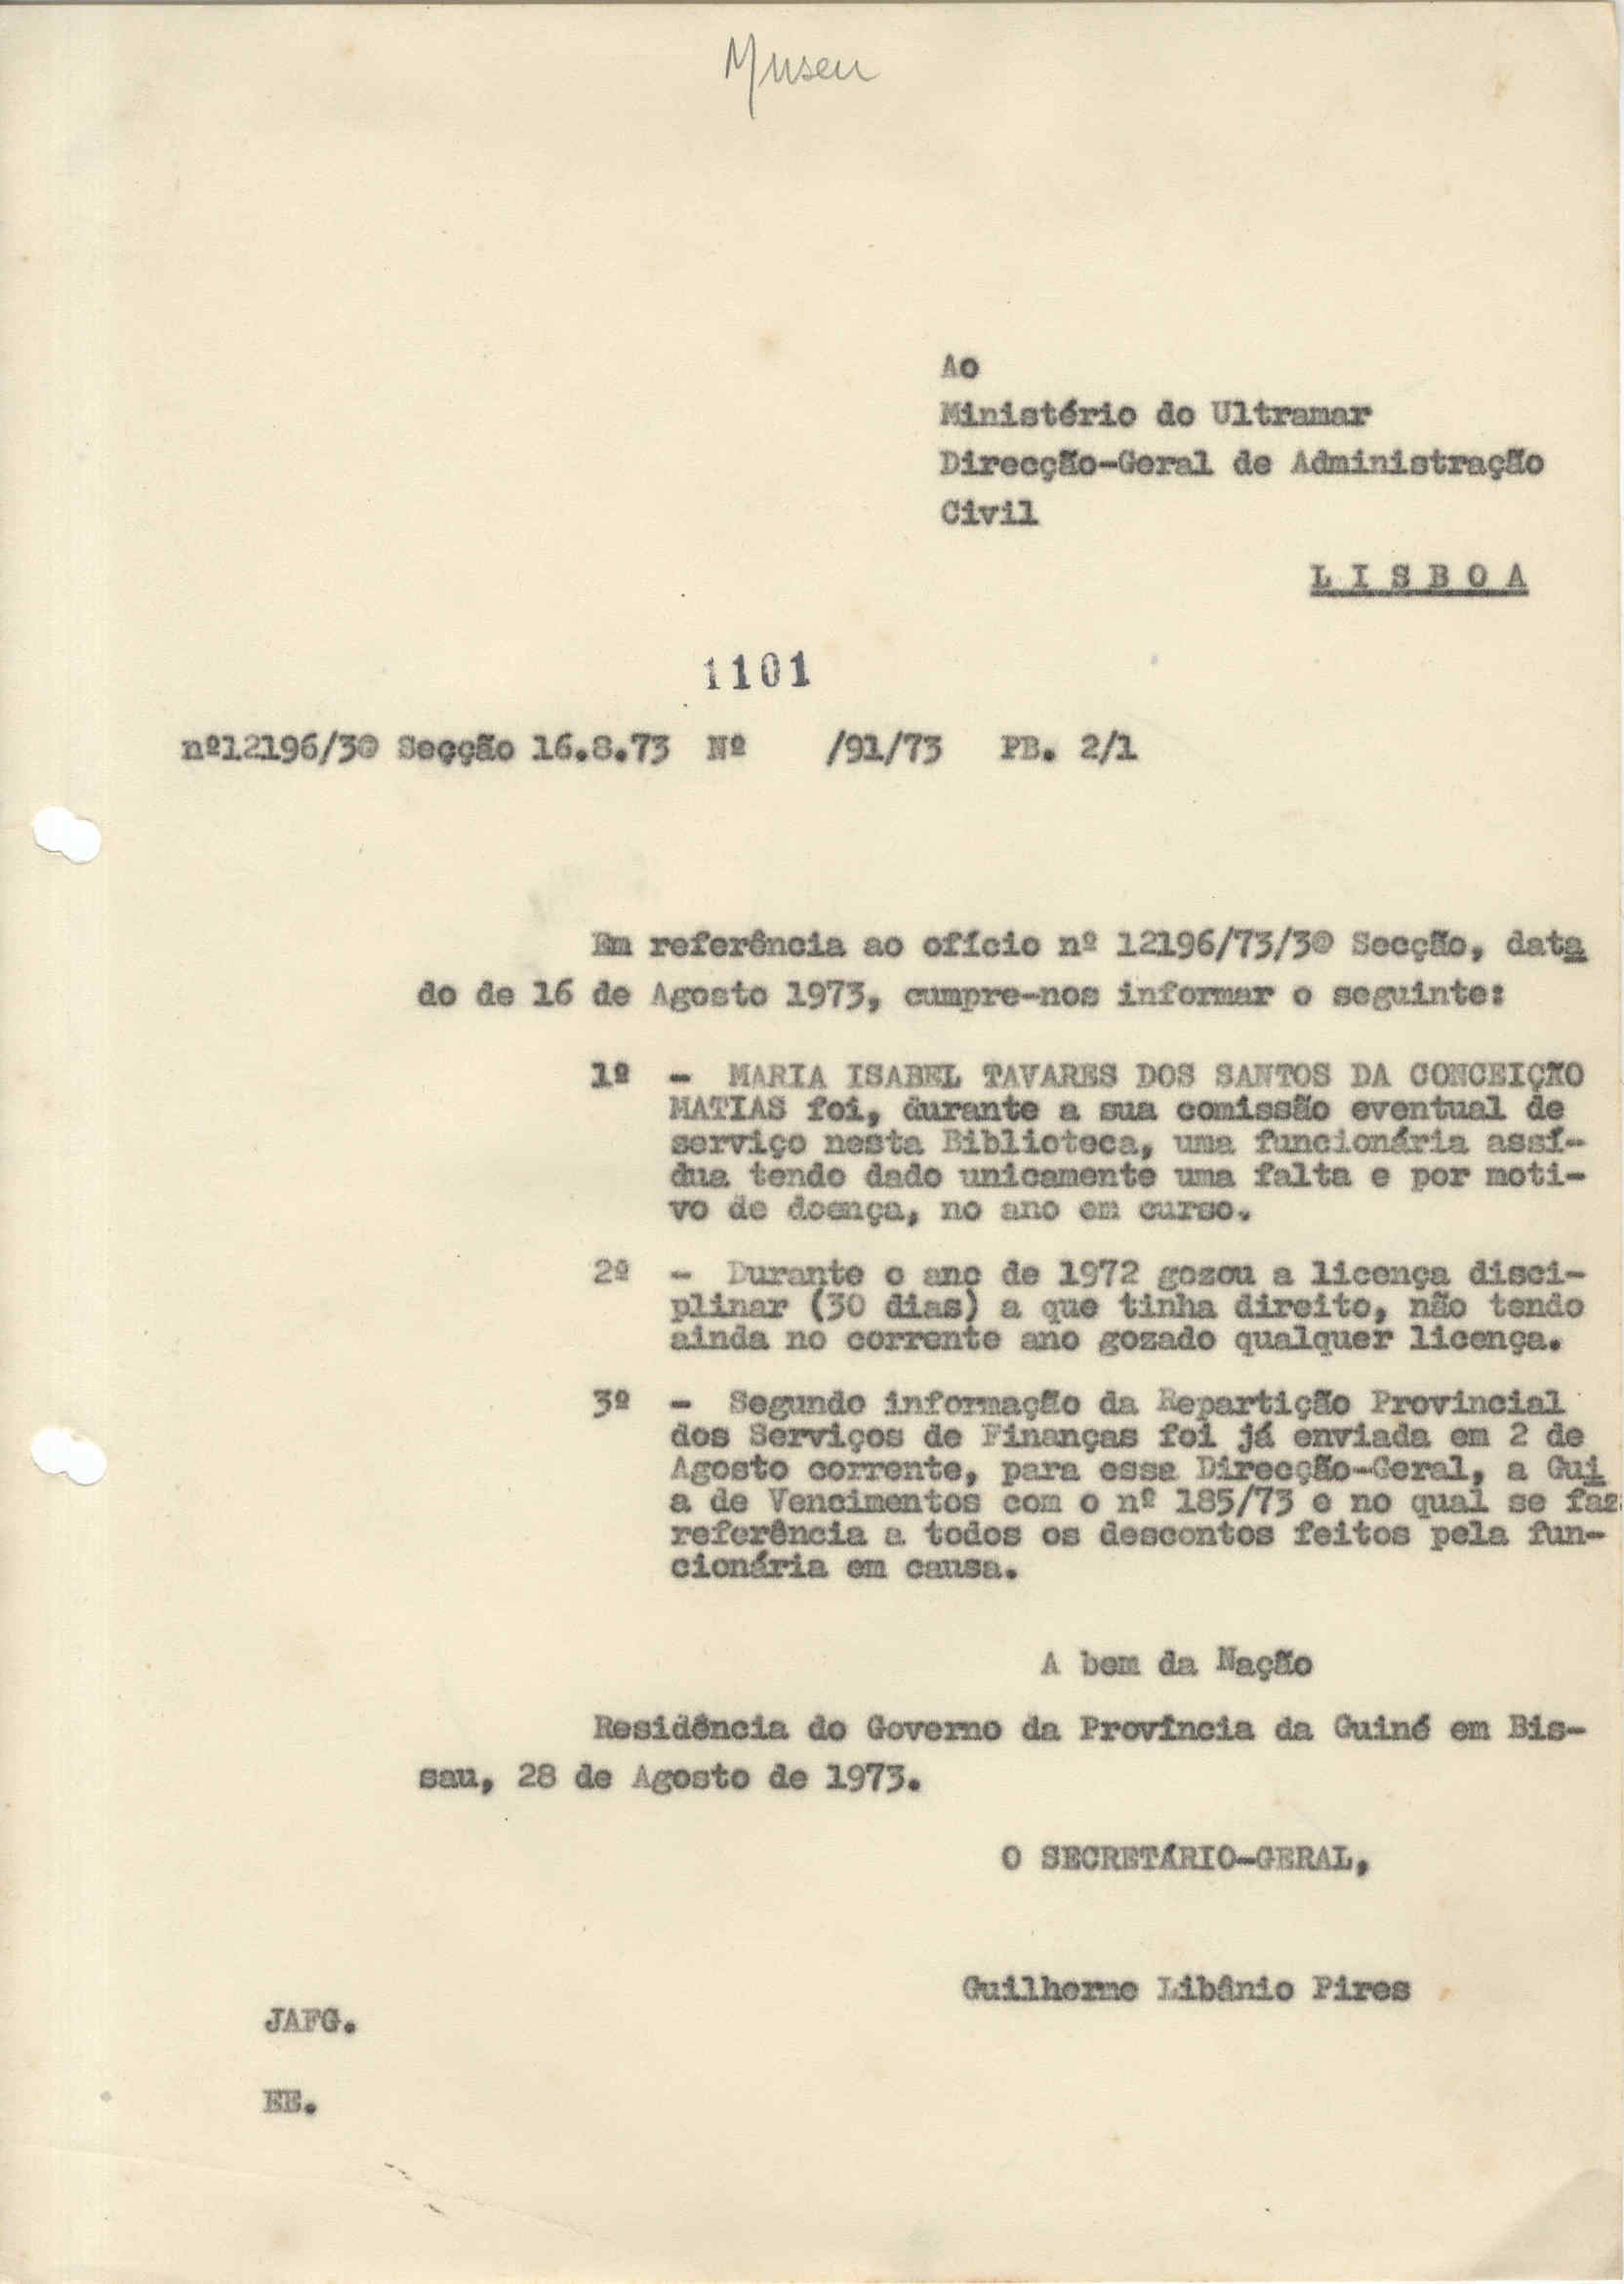 Museu
Ao
Ministério do Ultramar
Direcção-Geral de Administração
Civil
L I S B O A
1101
nº12196/3@ Secção 16.8.73 Nº /91/73 PB. 2/1
Em referência ao ofício nº 12196/73/3@ Secção, data
do de 16 de Agosto 1973, cumpre-nos informar o seguinte:
1º - MARIA ISABEL TAVARES DOS SANTOS DA CONCEIÇÃO
MATIAS foi, durante a sua comissão eventual de
serviço nesta Biblioteca, uma funcionária assí-
dua tendo dado unicamente uma falta e por moti-
vo de doença, no ano em curso.
2º - Durante o ano de 1972 gozou a licença disci-
plinar (30 dias) a que tinha direito, não tendo
ainda no corrente ano gozado qualquer licença.
3º - Segundo informação da Repartição Provincial
dos Serviços de Finanças foi já enviada em 2 de
Agosto corrente, para essa Direcção-Geral, a Gui
a de Vencimentos com o nº 185/73 e no qual se faz
referência a todos os descontos feitos pela fun-
cionária em causa.
A bem da Nação
Residência do Governo da Província da Guiné em Bis-
sau, 28 de Agosto de 1973.
O SECRETÁRIO-GERAL,
Guilherme Libânio Pires
JAFG.
EE.